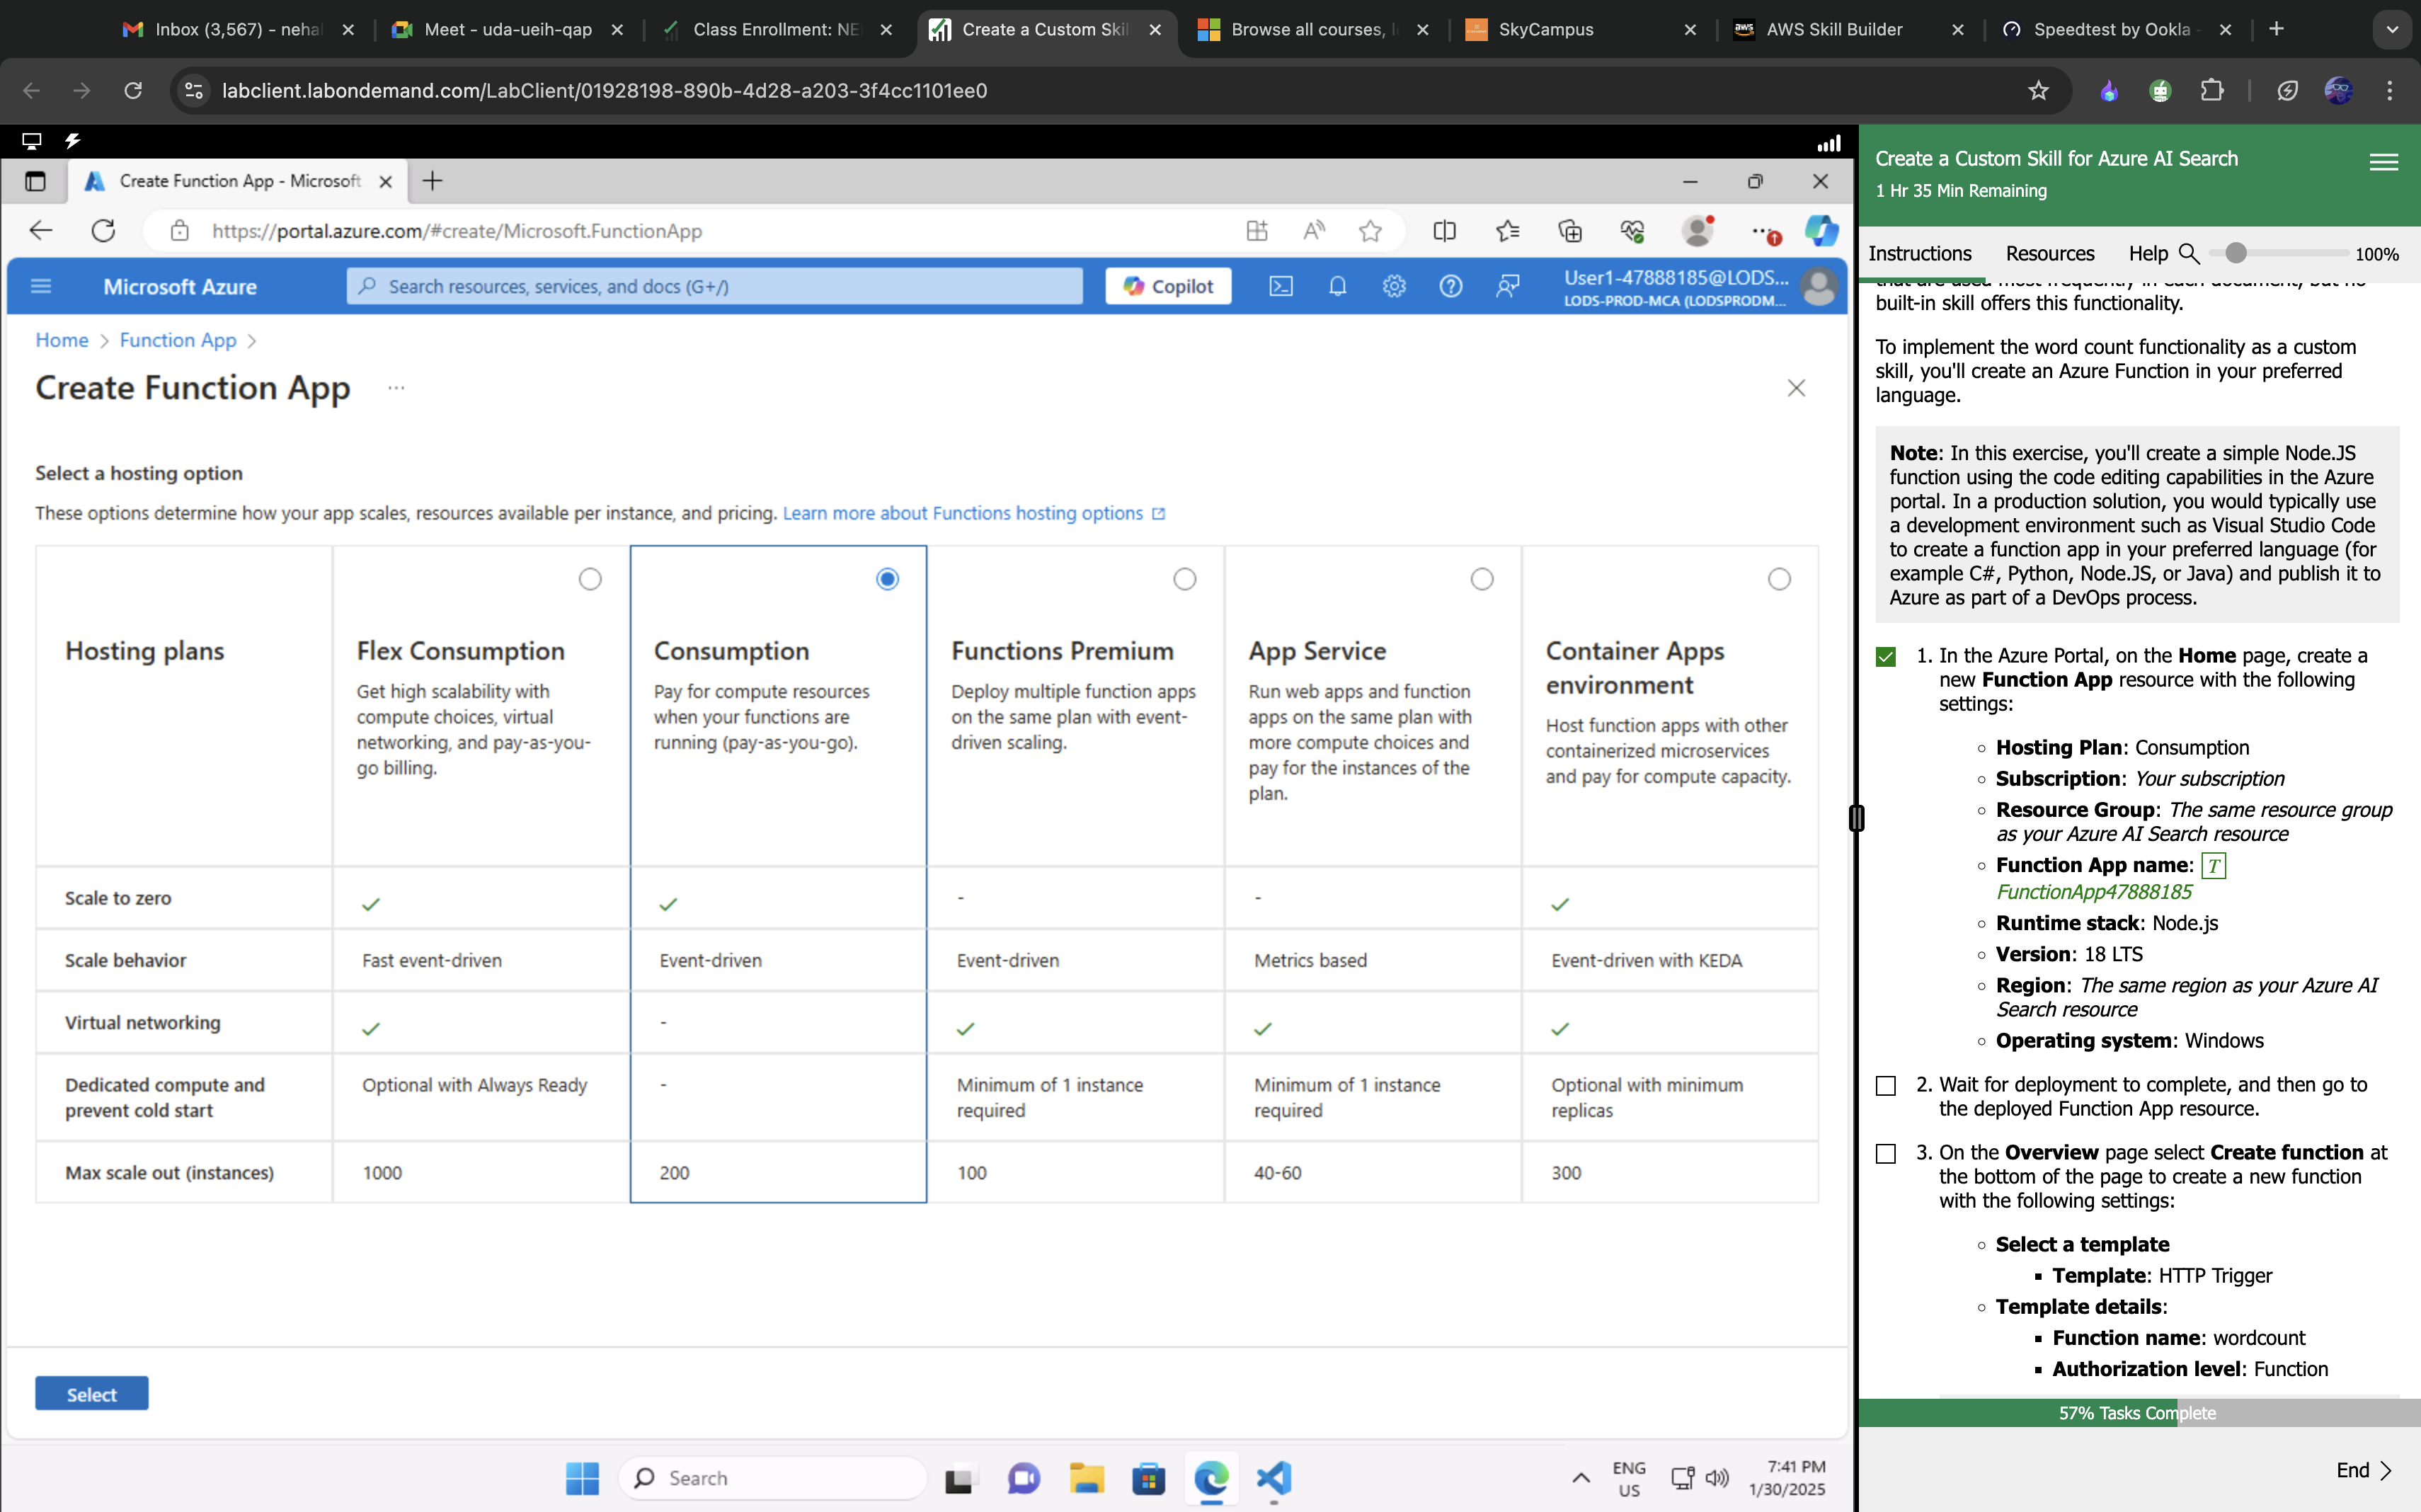 Inbox (3,567) - neha
Meet - uda-ueih-qap
Class Enrollment: NE
Create a Custom Skil
Browse all courses, l
SkyCampus
aws
AWS Skill Builder
Speedtest by Ookla -
labclient.labondemand.com/LabClient/01928198-890b-4d28-a203-3f4cc1101ee0
Create Function App - Microsoft
https://portal.azure.com/#create/Microsoft.FunctionApp
Microsoft Azure
Search resources, services, and docs (G+/)
Copilot
User1-47888185@LODS...
LODS-PROD-MCA (LODSPRODM...
Home > Function App >
Create Function App ...
Select a hosting option
These options determine how your app scales, resources available per instance, and pricing. Learn more about Functions hosting options
Hosting plans
Flex Consumption
Get high scalability with
compute choices, virtual
networking, and pay-as-you-
go billing.
Consumption
Pay for compute resources
when your functions are
running (pay-as-you-go).
Functions Premium
Deploy multiple function apps
on the same plan with event-
driven scaling.
App Service
Run web apps and function
apps on the same plan with
more compute choices and
pay for the instances of the
plan.
Container Apps
environment
Host function apps with other
containerized microservices
and pay for compute capacity.
Scale to zero - -
Scale behavior Fast event-driven Event-driven Event-driven Metrics based Event-driven with KEDA
Virtual networking -
Dedicated compute and
prevent cold start
Optional with Always Ready
-
Minimum of 1 instance
required
Minimum of 1 instance
required
Optional with minimum
replicas
Max scale out (instances) 1000 200 100 40-60 300
Select
Search
ENG
US
7:41 PM
1/30/2025
Create a Custom Skill for Azure AI Search
1 Hr 35 Min Remaining
Instructions Resources Help 100%
that are used most frequently in each document, but no
built-in skill offers this functionality.
To implement the word count functionality as a custom
skill, you'll create an Azure Function in your preferred
language.
Note: In this exercise, you'll create a simple Node.JS
function using the code editing capabilities in the Azure
portal. In a production solution, you would typically use
a development environment such as Visual Studio Code
to create a function app in your preferred language (for
example C#, Python, Node.JS, or Java) and publish it to
Azure as part of a DevOps process.
1. In the Azure Portal, on the Home page, create a
new Function App resource with the following
settings:
Hosting Plan: Consumption
Subscription: Your subscription
Resource Group: The same resource group
as your Azure AI Search resource
Function App name: T
FunctionApp47888185
Runtime stack: Node.js
Version: 18 LTS
Region: The same region as your Azure AI
Search resource
Operating system: Windows
2. Wait for deployment to complete, and then go to
the deployed Function App resource.
3. On the Overview page select Create function at
the bottom of the page to create a new function
with the following settings:
Select a template
Template: HTTP Trigger
Template details:
Function name: wordcount
Authorization level: Function
57% Tasks Complete
End >